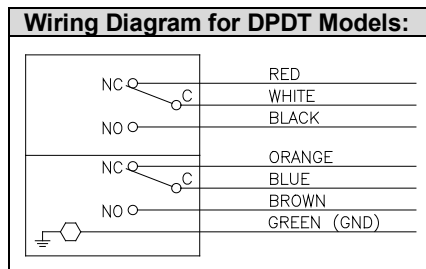 Wiring Diagram for DPDT Models:
NC RED
C WHITE
NO BLACK
NC ORANGE
C BLUE
NO BROWN
GREEN (GND)